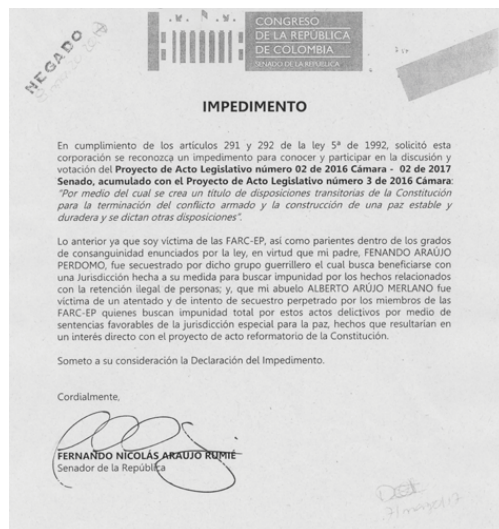 CONGRESO
DE LA REPÚBLICA
DE COLOMBIA
SENADO DE LA REPÚBLICA
NEGADO
IMPEDIMENTO
En cumplimiento de los artículos 291 y 292 de la ley 5ª de 1992, solicitó esta
corporación se reconozca un impedimento para conocer y participar en la discusión y
votación del Proyecto de Acto Legislativo número 02 de 2016 Cámara - 02 de 2017
Senado, acumulado con el Proyecto de Acto Legislativo número 3 de 2016 Cámara:
"Por medio del cual se crea un título de disposiciones transitorias de la Constitución
para la terminación del conflicto armado y la construcción de una paz estable y
duradera y se dictan otras disposiciones".
Lo anterior ya que soy víctima de las FARC-EP, así como parientes dentro de los grados
de consanguinidad enunciados por la ley, en virtud que mi padre, FENANDO ARAÚJO
PERDOMO, fue secuestrado por dicho grupo guerrillero el cual busca beneficiarse con
una Jurisdicción hecha a su medida para buscar impunidad por los hechos relacionados
con la retención ilegal de personas; y, que mi abuelo ALBERTO ARÚJO MERLANO fue
víctima de un atentado y de intento de secuestro perpetrado por los miembros de las
FARC-EP quienes buscan impunidad total por estos actos delictivos por medio de
sentencias favorables de la jurisdicción especial para la paz, hechos que resultarían en
un interés directo con el proyecto de acto reformatorio de la Constitución.
Someto a su consideración la Declaración del Impedimento.
Cordialmente,
FERNANDO NICOLÁS ARAUJO RUMIÉ
Senador de la República